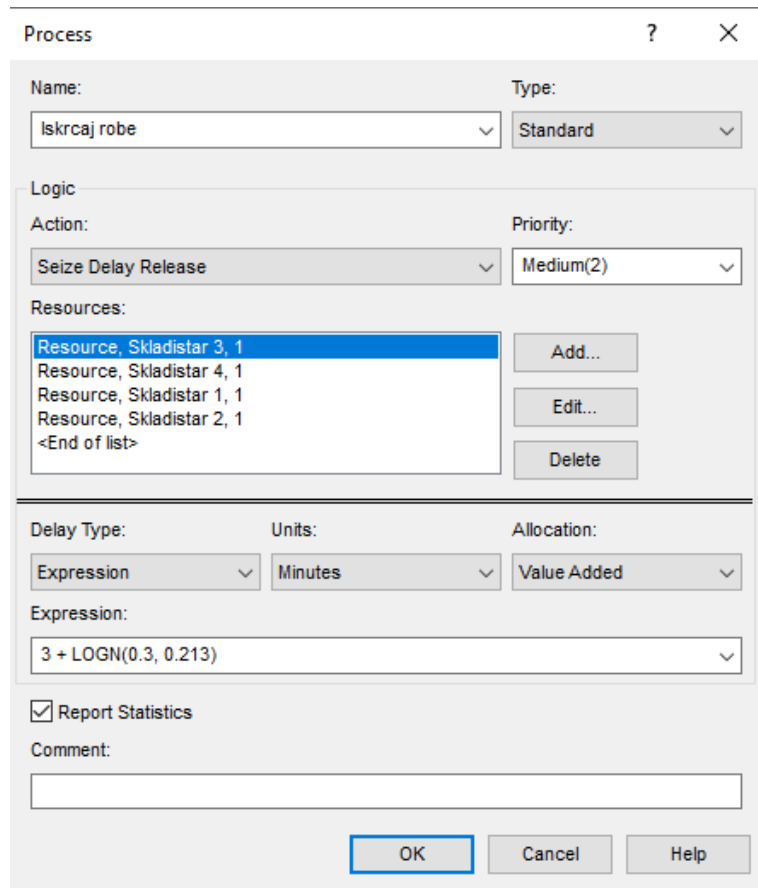 Process ?
Name: Type:
Iskrcaj robe Standard
Logic
Action: Priority:
Seize Delay Release Medium(2)
Resources:
Resource, Skladistar 3, 1
Resource, Skladistar 4, 1
Resource, Skladistar 1, 1
Resource, Skladistar 2, 1
<End of list>
Add...
Edit...
Delete
Delay Type: Units: Allocation:
Expression Minutes Value Added
Expression:
3 + LOGN(0.3, 0.213)
Report Statistics
Comment:
OK Cancel Help